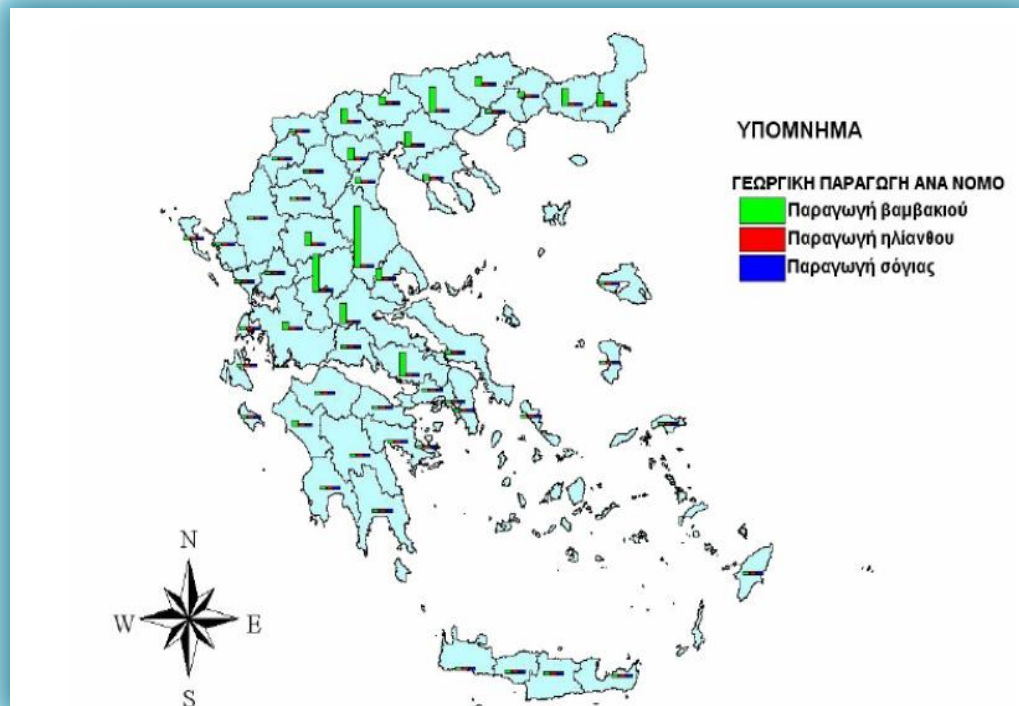 ΥΠΟΜΝΗΜΑ
ΓΕΩΡΓΙΚΗ ΠΑΡΑΓΩΓΗ ΑΝΑ ΝΟΜΟ
Παραγωγή βαμβακιού
Παραγωγή ηλίανθου
Παραγωγή σόγιας
N
W E
S